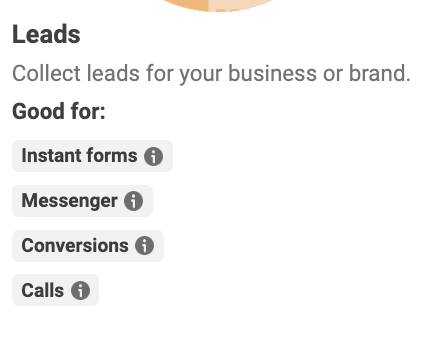 Leads
Collect leads for your business or brand.
Good for:
Instant forms
Messenger
Conversions
Calls